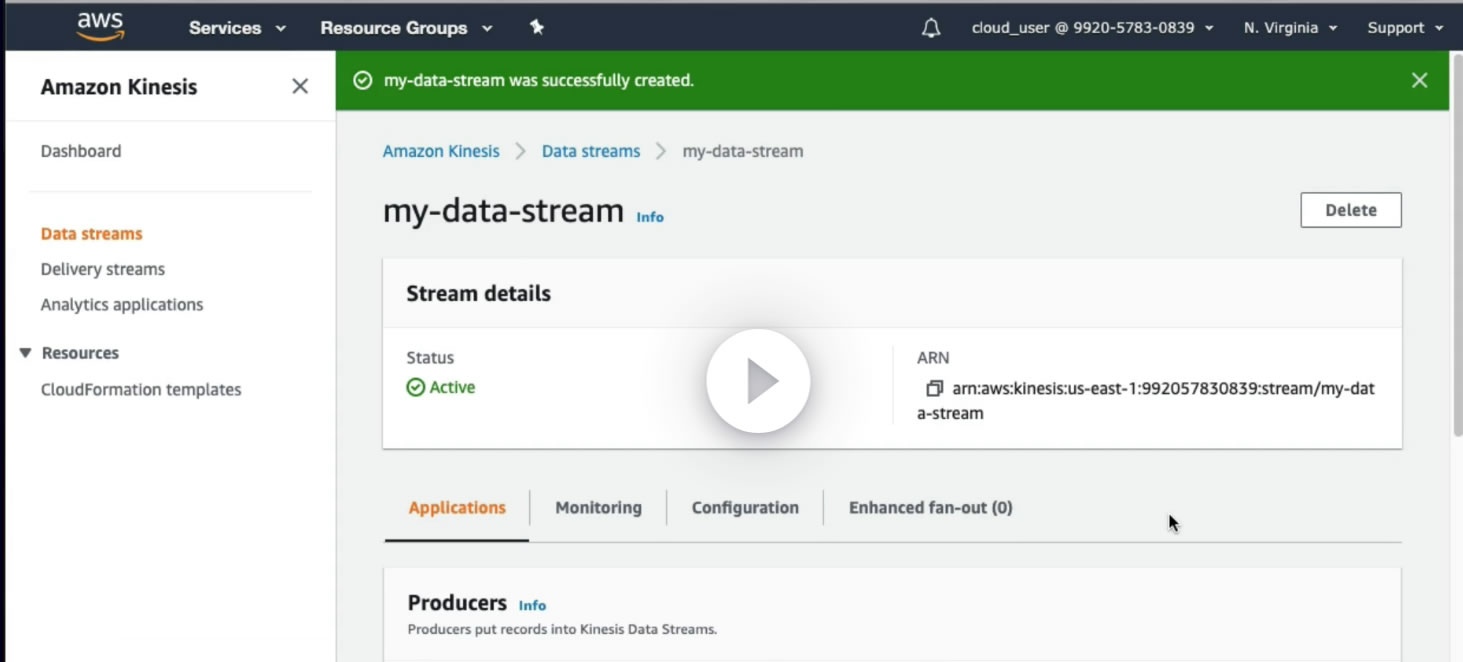 aws
Services
Resource Groups
cloud_user @ 9920-5783-0839
N. Virginia
Support
Amazon Kinesis
my-data-stream was successfully created.
Dashboard
Data streams
Delivery streams
Analytics applications
Resources
CloudFormation templates
Amazon Kinesis
Data streams
my-data-stream
my-data-stream Info
Delete
Stream details
Status
Active
ARN
arn:aws:kinesis:us-east-1:992057830839:stream/my-dat
a-stream
Applications
Monitoring
Configuration
Enhanced fan-out (0)
Producers Info
Producers put records into Kinesis Data Streams.